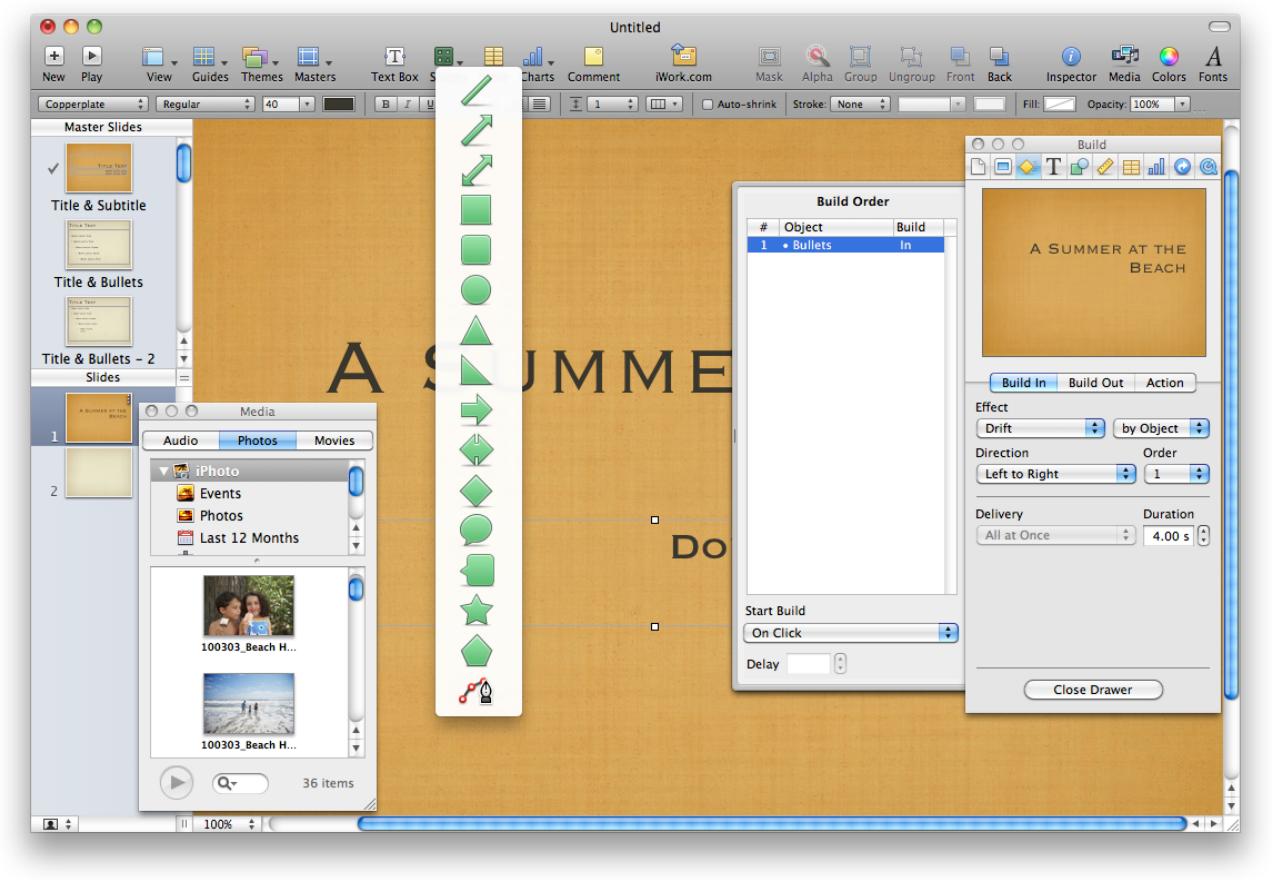 Untitled
New Play View Guides Themes Masters Text Box Charts Comment iWork.com Mask Alpha Group Ungroup Front Back Inspector Media Colors Fonts
Copperplate Regular 40 B I U 1 Auto-shrink Stroke: None Fill: Opacity: 100%
Master Slides
Title & Subtitle
Title & Bullets
Title & Bullets - 2
Slides
1
2
A SUMME
Do
Media
Audio Photos Movies
iPhoto
Events
Photos
Last 12 Months
100303_Beach H...
100303_Beach H...
36 items
100%
Build Order
# Object Build
1 • Bullets In
Start Build
On Click
Delay
Build
A SUMMER AT THE
BEACH
Build In Build Out Action
Effect
Drift by Object
Direction Order
Left to Right 1
Delivery Duration
All at Once 4.00 s
Close Drawer